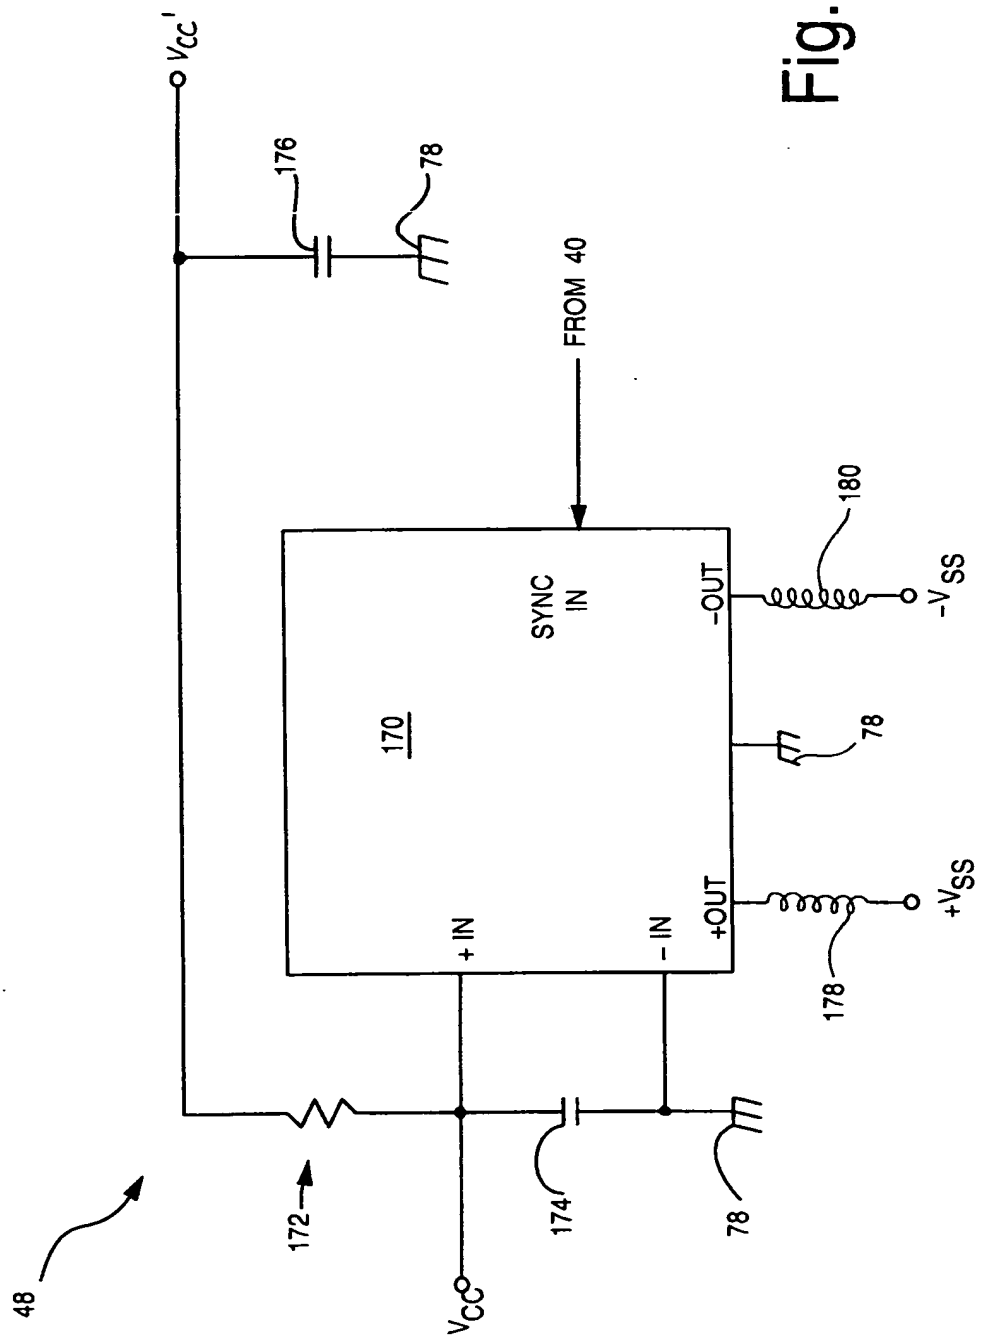 48
172
VCC'
176
78
+ IN
170
SYNC
IN
FROM 40
VCC
174
- IN
78
+OUT
-OUT
178
78
180
+VSS
-VSS
Fig.